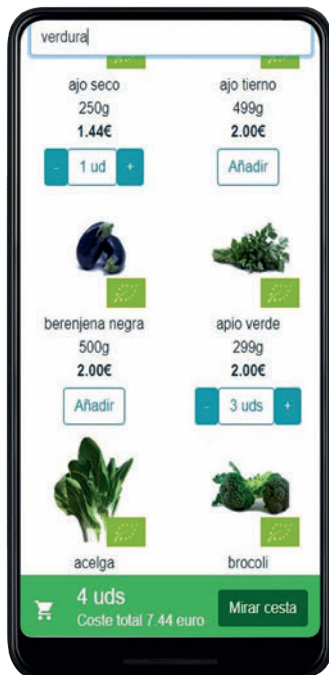 verdura
ajo seco
250g
1.44€
- 1 ud +
ajo tierno
499g
2.00€
Añadir
berenjena negra
500g
2.00€
Añadir
apio verde
299g
2.00€
- 3 uds +
acelga
brocoli
4 uds
Coste total 7.44 euro
Mirar cesta